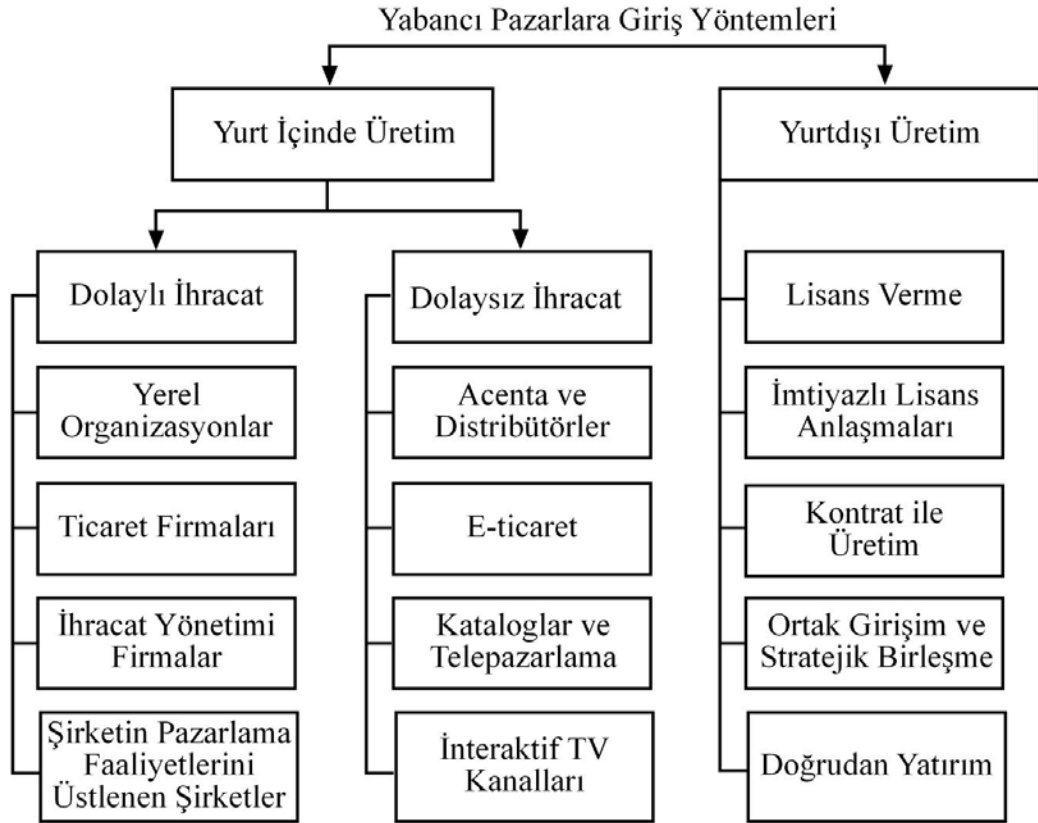 Yabancı Pazarlara Giriş Yöntemleri
Yurt İçinde Üretim
Yurtdışı Üretim
Dolaylı İhracat
Yerel
Organizasyonlar
Ticaret Firmaları
İhracat Yönetimi
Firmalar
Şirketin Pazarlama
Faaliyetlerini
Üstlenen Şirketler
Dolaysız İhracat
Acenta ve
Distribütörler
E-ticaret
Kataloglar ve
Telepazarlama
İnteraktif TV
Kanalları
Lisans Verme
İmtiyazlı Lisans
Anlaşmaları
Kontrat ile
Üretim
Ortak Girişim ve
Stratejik Birleşme
Doğrudan Yatırım